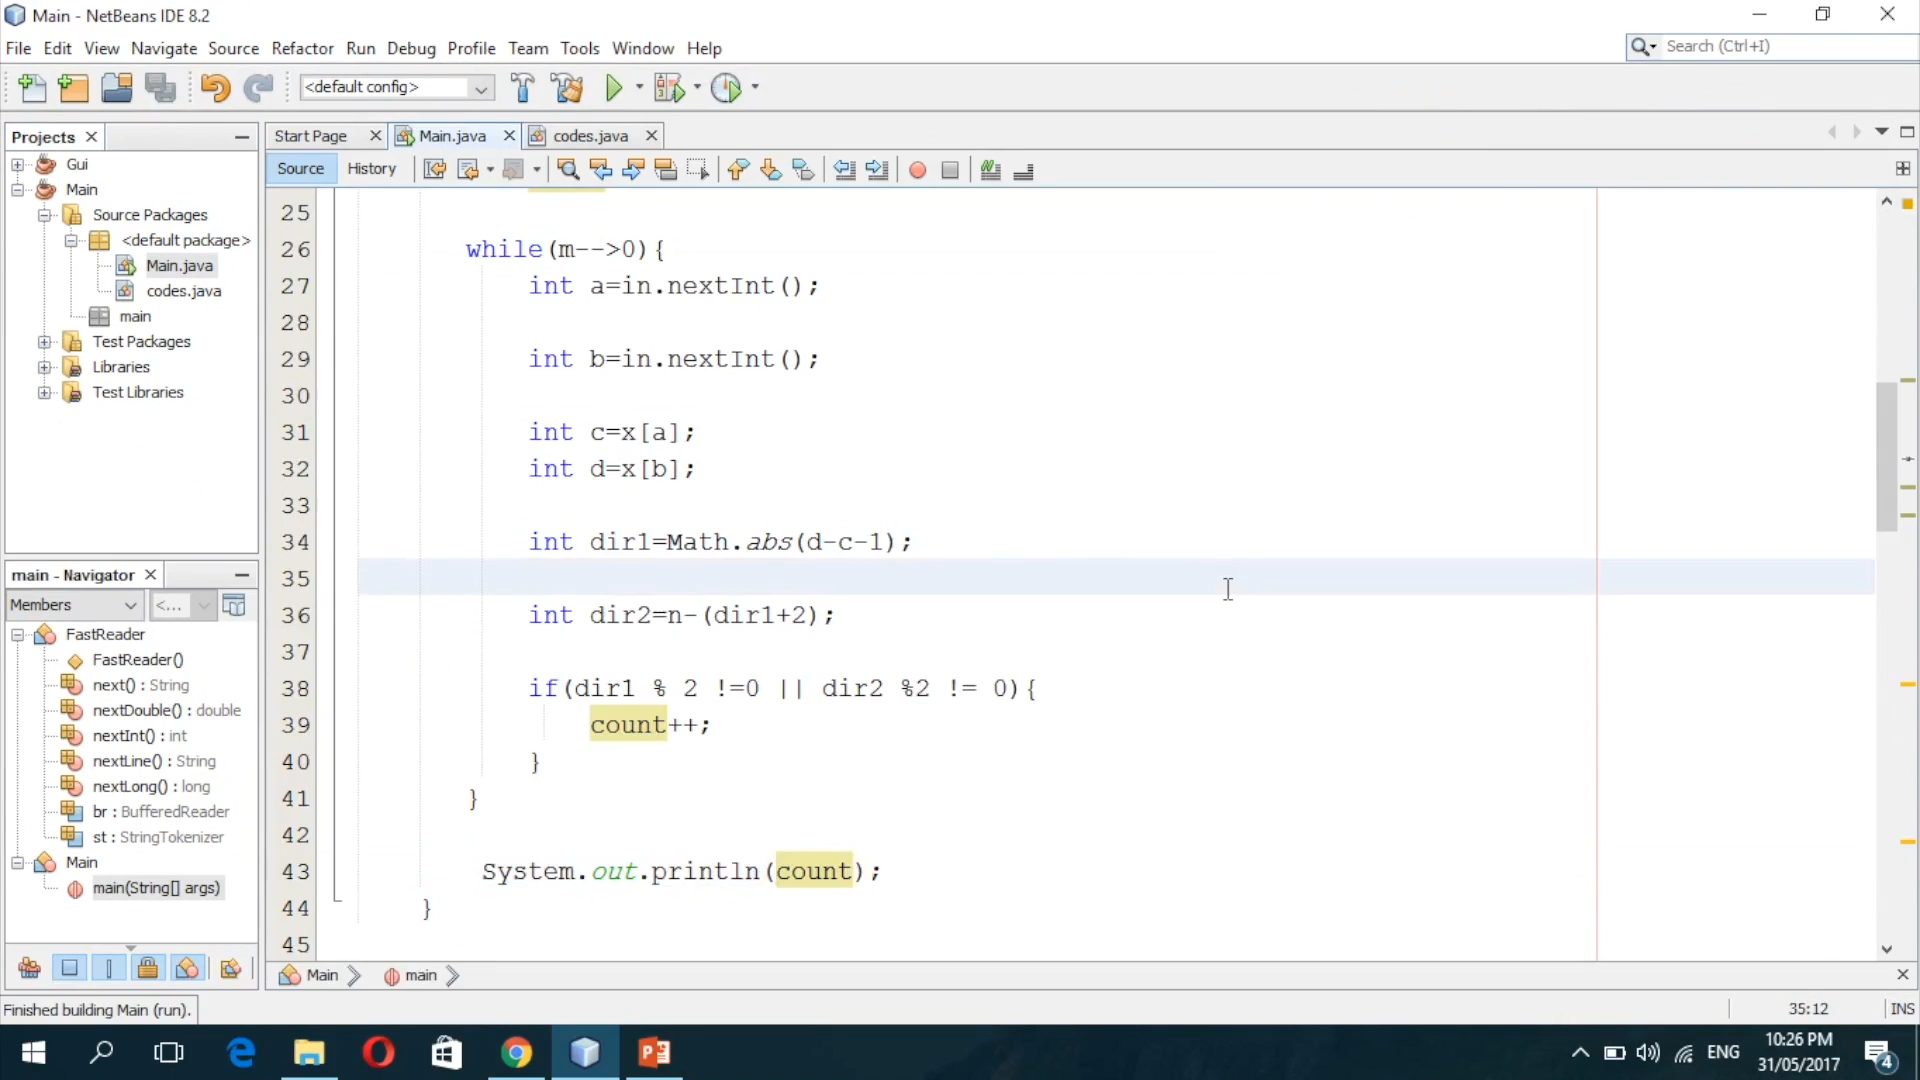 Main - NetBeans IDE 8.2
File Edit View Navigate Source Refactor Run Debug Profile Team Tools Window Help
Search (Ctrl+I)
<default config>
Projects
Gui
Main
Source Packages
<default package>
Main.java
codes.java
main
Test Packages
Libraries
Test Libraries
main - Navigator
Members
<...
FastReader
FastReader()
next() : String
nextDouble() : double
nextInt() : int
nextLine() : String
nextLong() : long
br : BufferedReader
st : StringTokenizer
Main
main(String[] args)
Start Page Main.java codes.java
Source History
25
26 while(m-->0){
27 int a=in.nextInt();
28
29 int b=in.nextInt();
30
31 int c=x[a];
32 int d=x[b];
33
34 int dir1=Math.abs(d-c-1);
35
36 int dir2=n-(dir1+2);
37
38 if(dir1 % 2 !=0 || dir2 %2 != 0){
39 count++;
40 }
41 }
42
43 System.out.println(count);
44 }
45
Main main
Finished building Main (run).
35:12 INS
ENG
10:26 PM
31/05/2017
4